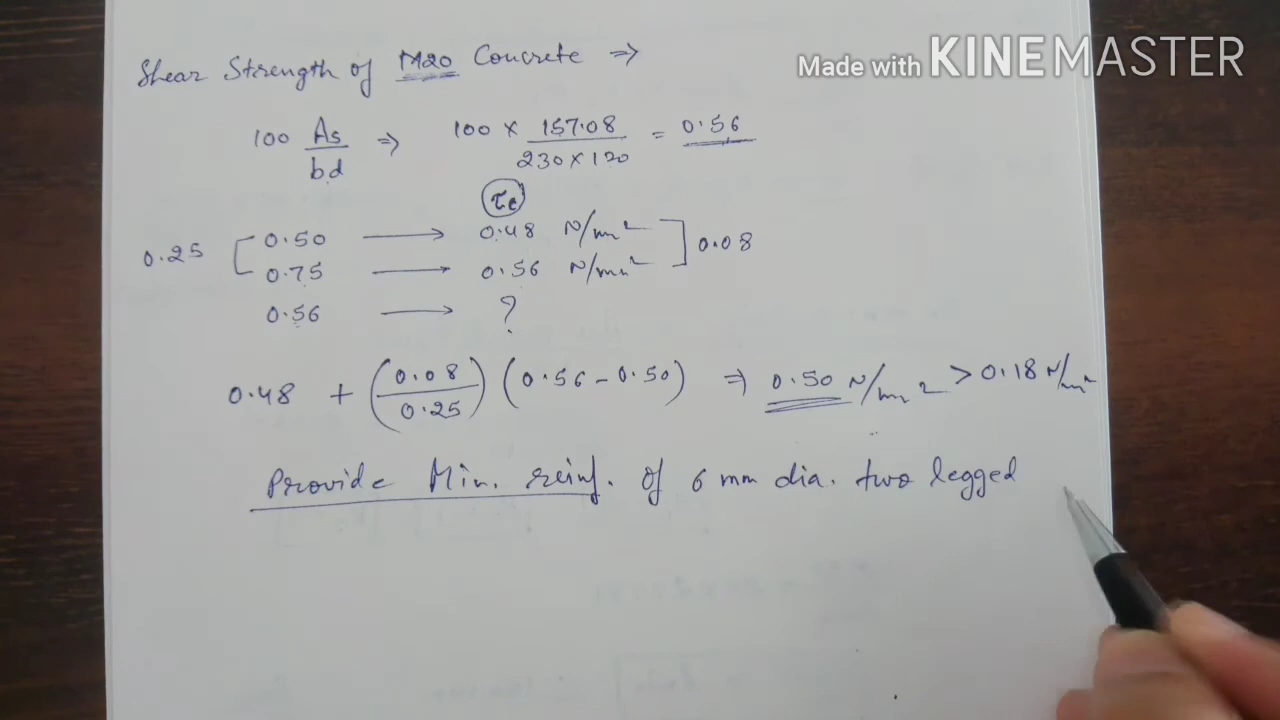 Shear Strength of M20 Concrete ⇒
Made with KINEMASTER
100 As/bd ⇒ 100 × 157.08/230×120 = 0.56
τc
0.25 [ 0.50 ⟶ 0.48 N/mm² ] 0.08
0.75 ⟶ 0.56 N/mm²
0.56 ⟶ ?
0.48 + (0.08/0.25) (0.56-0.50) ⇒ 0.50 N/mm² > 0.18 N/mm²
Provide Min. reinf. of 6 mm dia. two legged